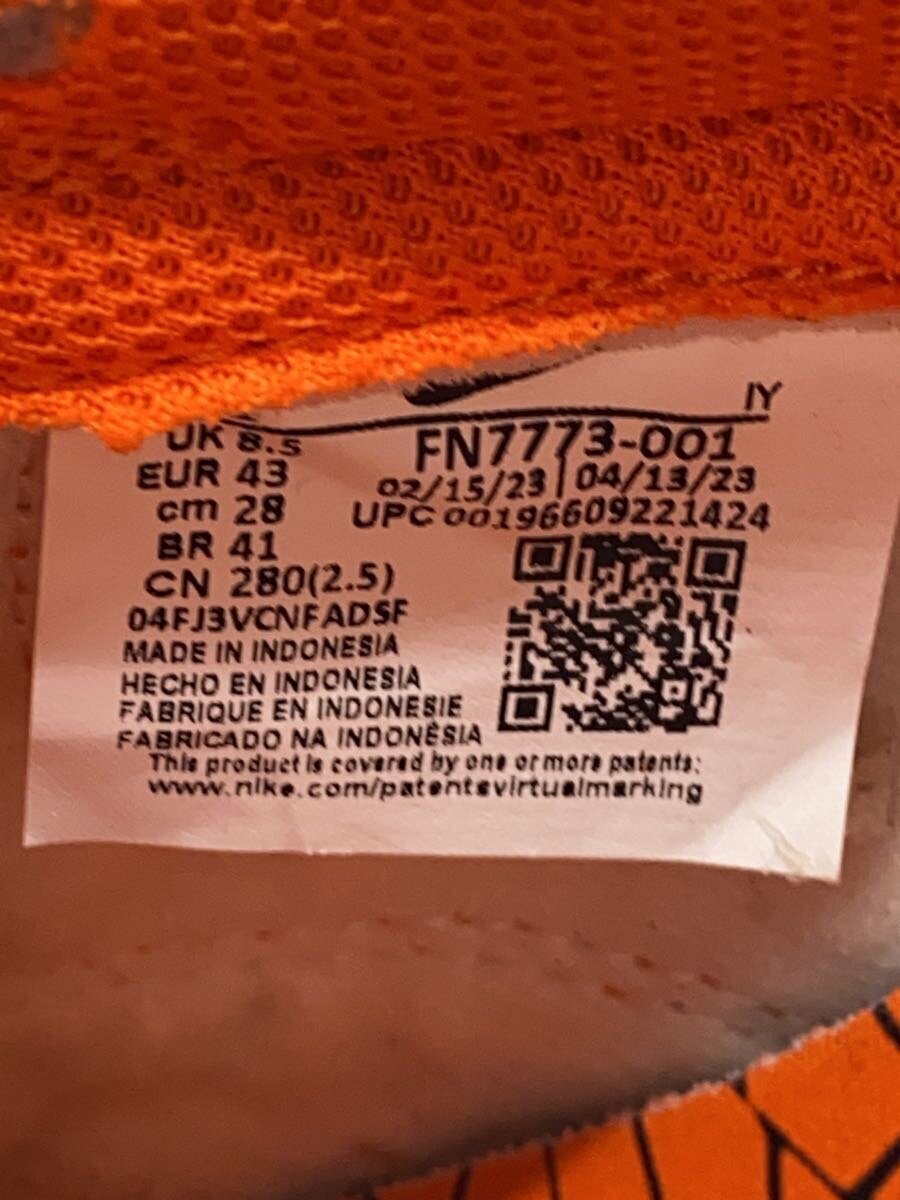 IY
UK 8.5
FN7773-001
EUR 43
02/15/23 | 04/13/23
cm 28
UPC 00196609221424
BR 41
CN 280(2.5)
04FJ3VCNFADSF
MADE IN INDONESIA
HECHO EN INDONESIA
FABRIQUE EN INDONESIE
FABRICADO NA INDONÉSIA
This product is covered by one or more patents:
www.nike.com/patentsvirtualmarking